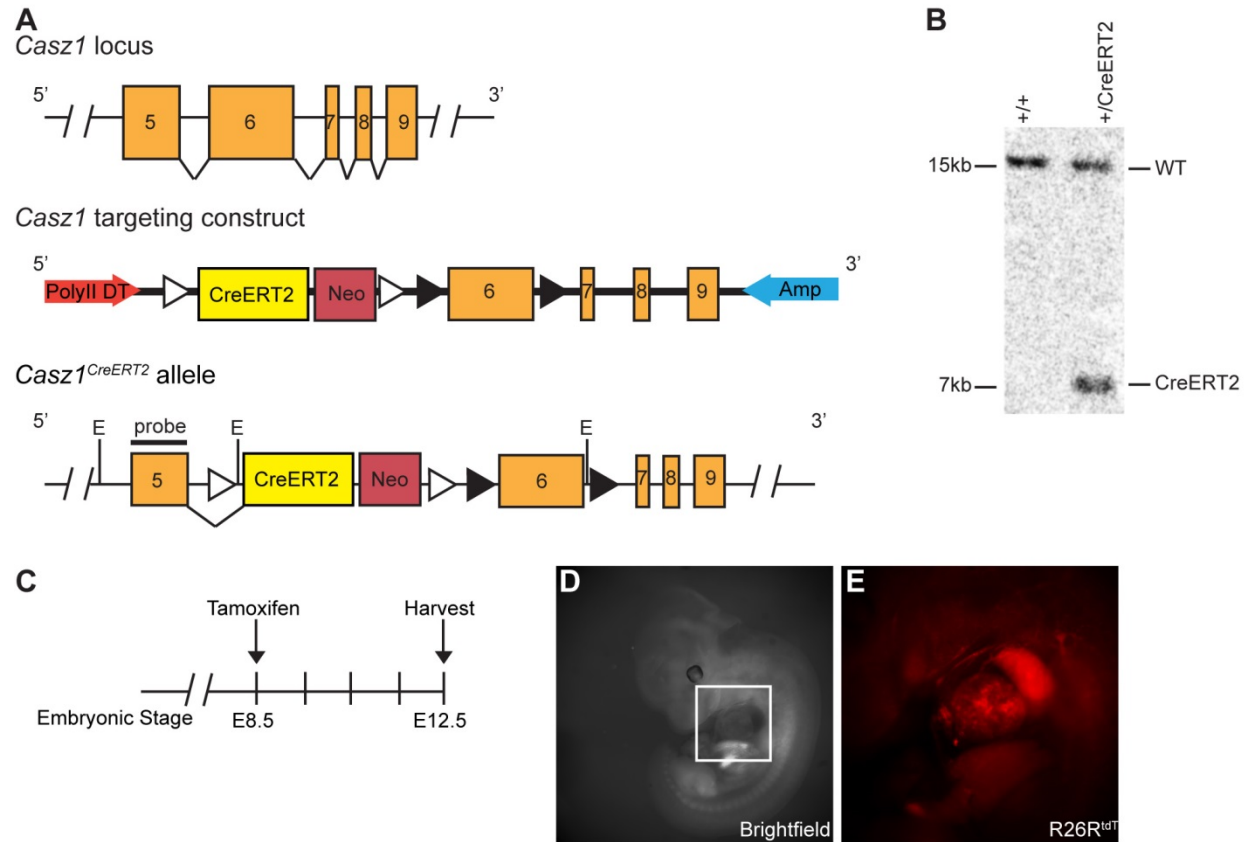 A
Casz1 locus
5’ 3’
5 6 7 8 9
Casz1 targeting construct
5’ 3’
PolyII DT CreERT2 Neo 6 7 8 9 Amp
Casz1CreERT2 allele
5’ 3’
E probe E E
5 CreERT2 Neo 6 7 8 9
B
+/+ +/CreERT2
15kb WT
7kb CreERT2
C
Tamoxifen Harvest
Embryonic Stage E8.5 E12.5
D
Brightfield
E
R26RtdT